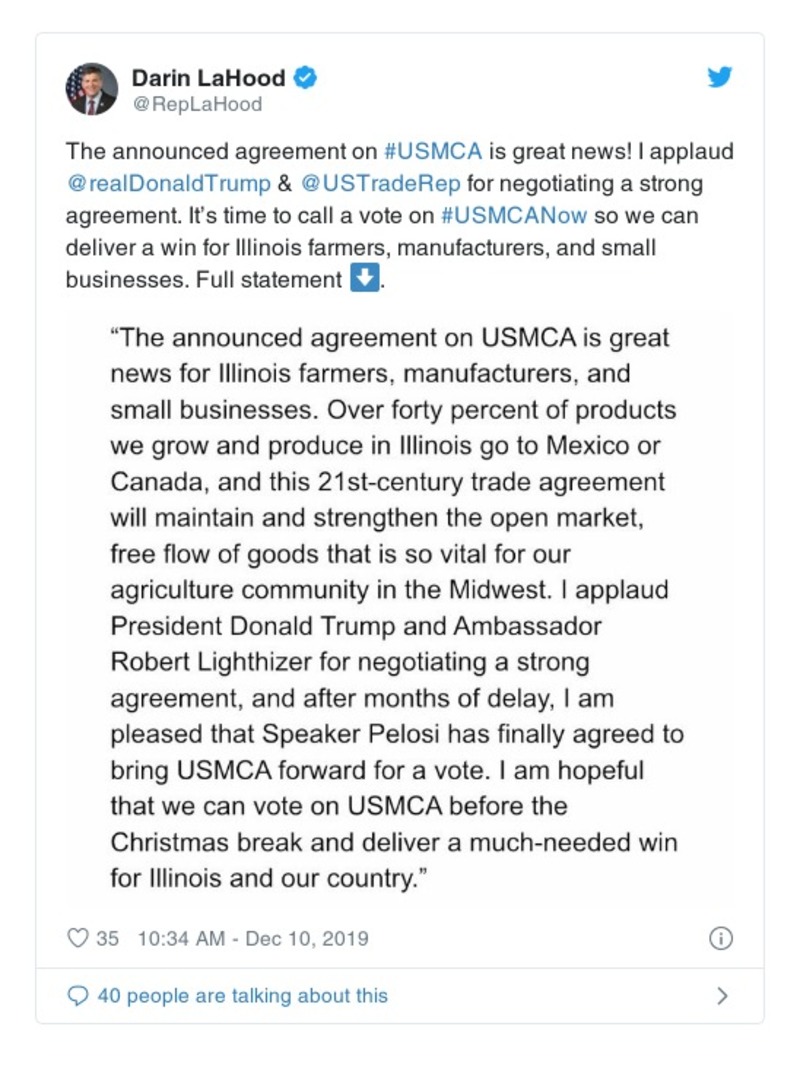 Darin LaHood
@RepLaHood
The announced agreement on #USMCA is great news! I applaud
@realDonaldTrump & @USTradeRep for negotiating a strong
agreement. It’s time to call a vote on #USMCANow so we can
deliver a win for Illinois farmers, manufacturers, and small
businesses. Full statement ⬇.
“The announced agreement on USMCA is great
news for Illinois farmers, manufacturers, and
small businesses. Over forty percent of products
we grow and produce in Illinois go to Mexico or
Canada, and this 21st-century trade agreement
will maintain and strengthen the open market,
free flow of goods that is so vital for our
agriculture community in the Midwest. I applaud
President Donald Trump and Ambassador
Robert Lighthizer for negotiating a strong
agreement, and after months of delay, I am
pleased that Speaker Pelosi has finally agreed to
bring USMCA forward for a vote. I am hopeful
that we can vote on USMCA before the
Christmas break and deliver a much-needed win
for Illinois and our country.”
35 10:34 AM - Dec 10, 2019
40 people are talking about this